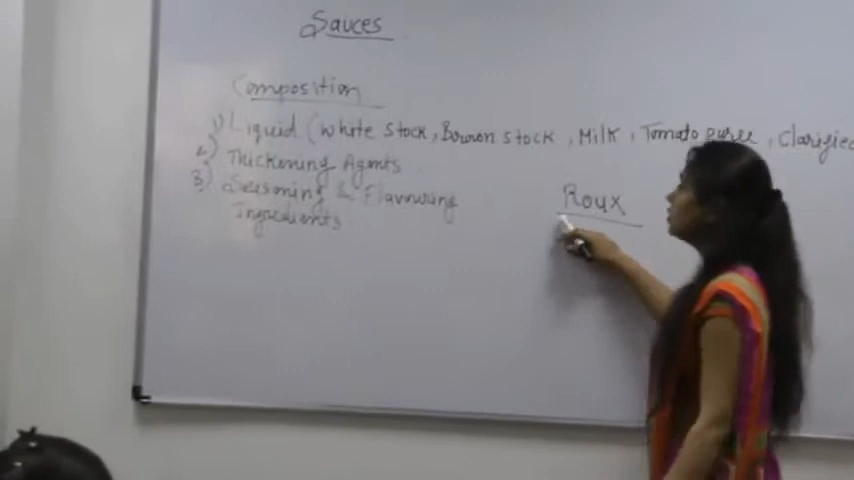 Sauces
Composition
1) Liquid (White Stock, Brown Stock, Milk, Tomato puree, Clarified
2) Thickening Agents
3) Seasoning & Flavouring
Ingredients
Roux